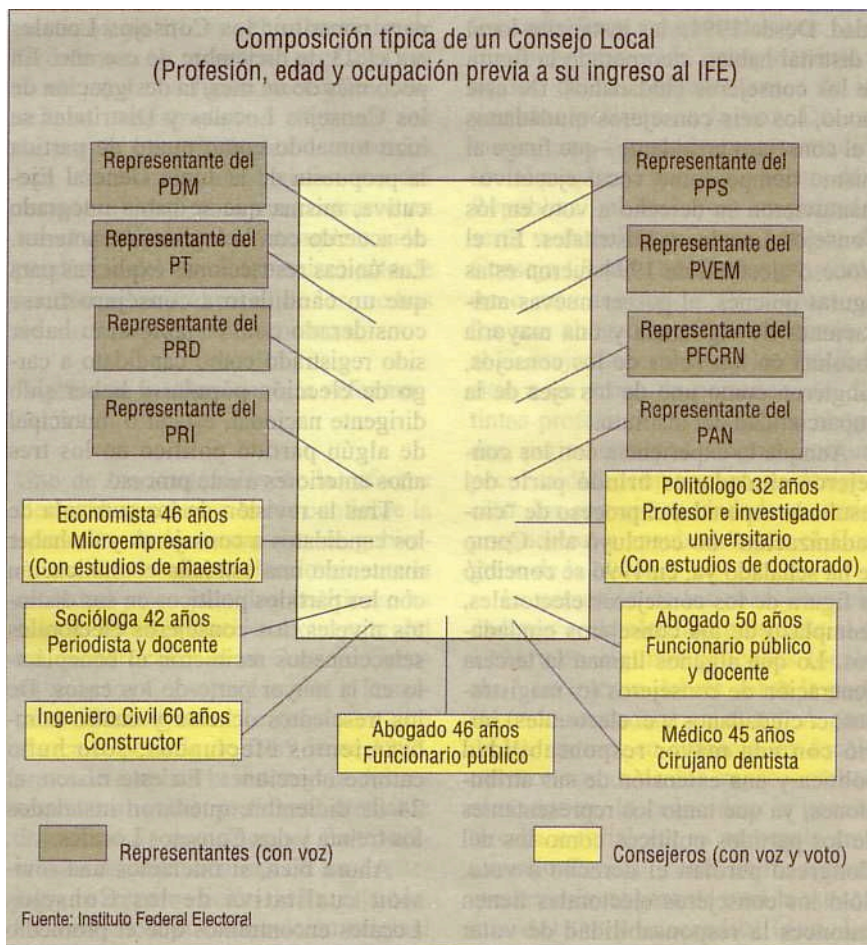 Composición típica de un Consejo Local
(Profesión, edad y ocupación previa a su ingreso al IFE)
Representante del
PDM
Representante del
PPS
Representante del
PT
Representante del
PVEM
Representante del
PRD
Representante del
PFCRN
Representante del
PRI
Representante del
PAN
Economista 46 años
Microempresario
(Con estudios de maestría)
Politólogo 32 años
Profesor e investigador
universitario
(Con estudios de doctorado)
Socióloga 42 años
Periodista y docente
Abogado 50 años
Funcionario público
y docente
Ingeniero Civil 60 años
Constructor
Abogado 46 años
Funcionario público
Médico 45 años
Cirujano dentista
Representantes (con voz)
Consejeros (con voz y voto)
Fuente: Instituto Federal Electoral